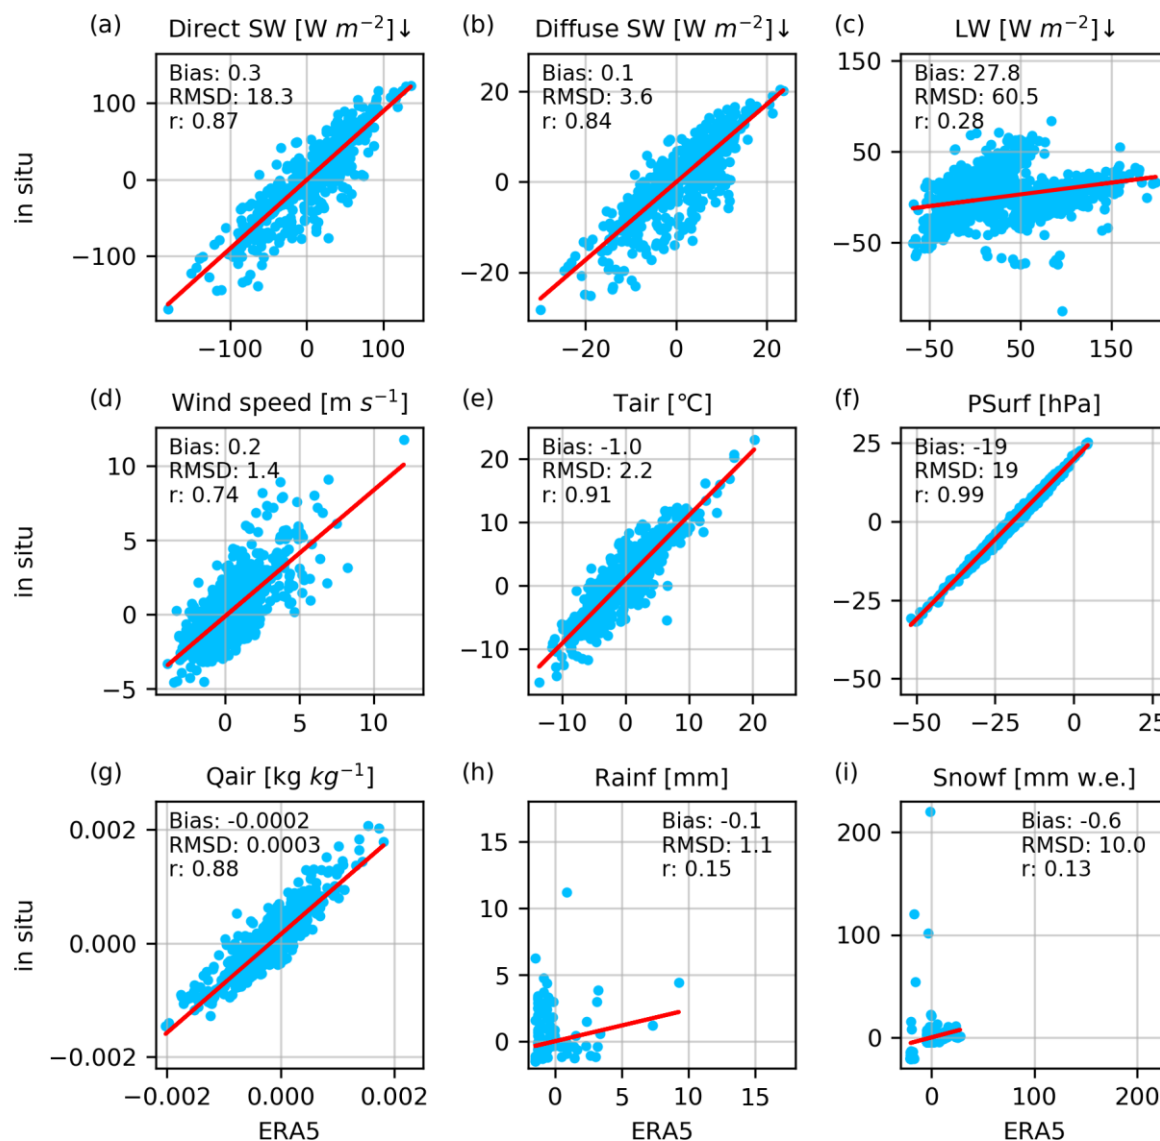 (a) Direct SW [W m⁻²]↓
Bias: 0.3
RMSD: 18.3
r: 0.87
100
0
−100
in situ
−100 0 100
(b) Diffuse SW [W m⁻²]↓
Bias: 0.1
RMSD: 3.6
r: 0.84
20
0
−20
−20 0 20
(c) LW [W m⁻²]↓
150
Bias: 27.8
RMSD: 60.5
r: 0.28
50
−50
−50 50 150
(d) Wind speed [m s⁻¹]
Bias: 0.2
RMSD: 1.4
r: 0.74
10
5
0
−5
in situ
0 5 10
(e) Tair [°C]
Bias: -1.0
RMSD: 2.2
r: 0.91
20
10
0
−10
−10 0 10 20
(f) PSurf [hPa]
25
Bias: -19
RMSD: 19
r: 0.99
0
−25
−50
−50 −25 0 25
(g) Qair [kg kg⁻¹]
0.002
Bias: -0.0002
RMSD: 0.0003
r: 0.88
0.000
−0.002
in situ
−0.002 0.000 0.002
ERA5
(h) Rainf [mm]
Bias: -0.1
RMSD: 1.1
r: 0.15
15
10
5
0
0 5 10 15
ERA5
(i) Snowf [mm w.e.]
Bias: -0.6
RMSD: 10.0
r: 0.13
200
100
0
0 100 20
ERA5